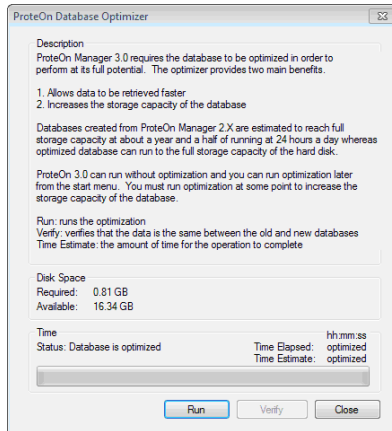 ProteOn Database Optimizer
Description
ProteOn Manager 3.0 requires the database to be optimized in order to
perform at its full potential. The optimizer provides two main benefits.
1. Allows data to be retrieved faster
2. Increases the storage capacity of the database
Databases created from ProteOn Manager 2.X are estimated to reach full
storage capacity at about a year and a half of running at 24 hours a day whereas
optimized database can run to the full storage capacity of the hard disk.
ProteOn 3.0 can run without optimization and you can run optimization later
from the start menu. You must run optimization at some point to increase the
storage capacity of the database.
Run: runs the optimization
Verify: verifies that the data is the same between the old and new databases
Time Estimate: the amount of time for the operation to complete
Disk Space
Required: 0.81 GB
Available: 16.34 GB
Time
hh:mm:ss
Status: Database is optimized Time Elapsed: optimized
Time Estimate: optimized
Run Verify Close